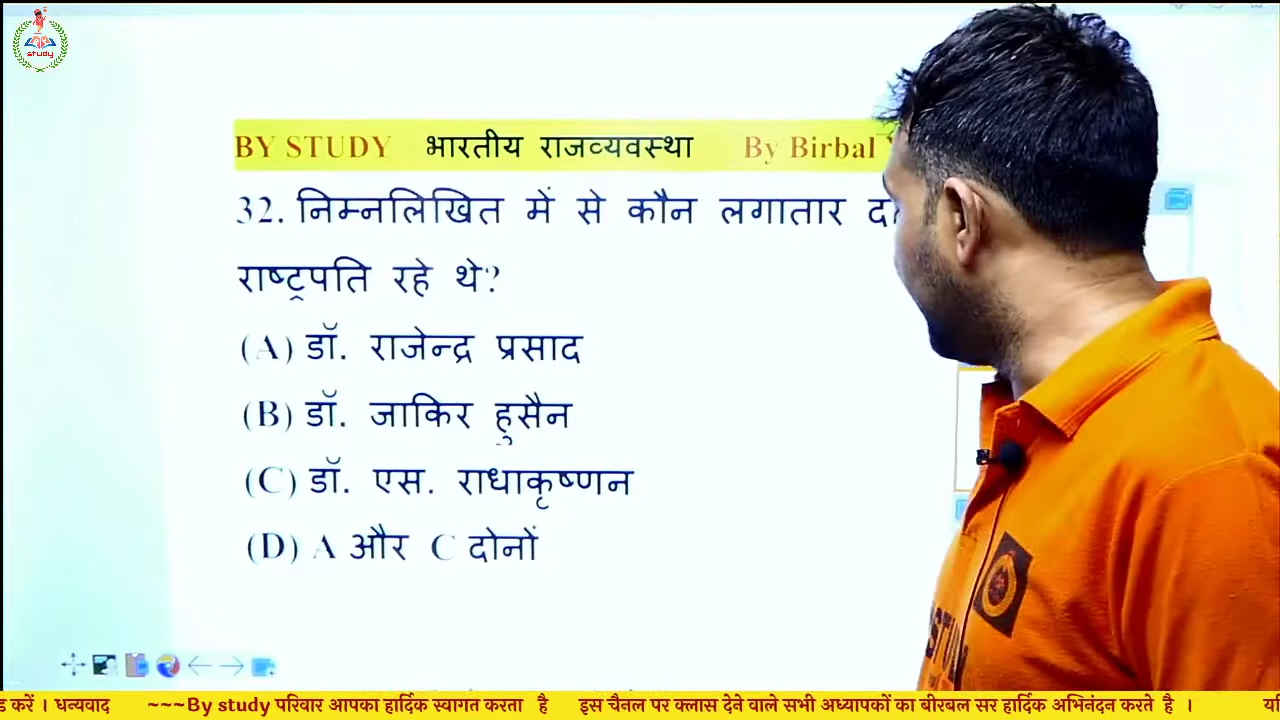 study
BY STUDY भारतीय राजव्यवस्था By Birbal
32. निम्नलिखित में से कौन लगातार
राष्ट्रपति रहे थे?
(A) डॉ. राजेन्द्र प्रसाद
(B) डॉ. जाकिर हुसैन
(C) डॉ. एस. राधाकृष्णन
(D) A और C दोनों
करें । धन्यवाद ~~~By study परिवार आपका हार्दिक स्वागत करता है इस चैनल पर क्लास देने वाले सभी अध्यापकों का बीरबल सर हार्दिक अभिनंदन करते है ।